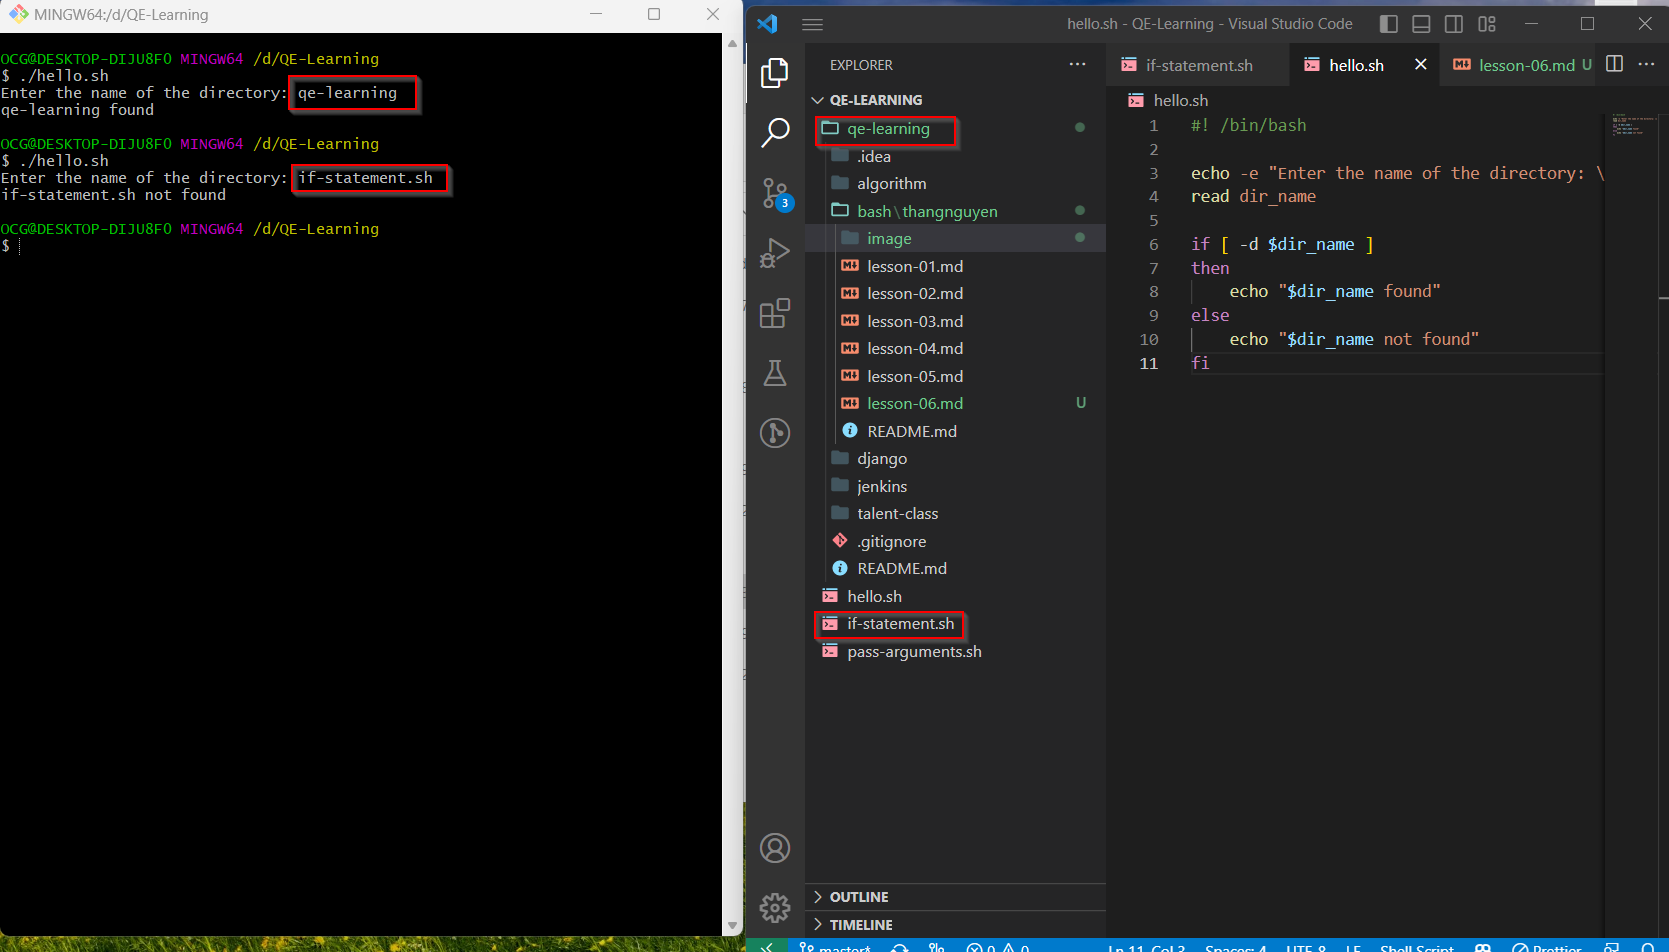 MINGW64:/d/QE-Learning
OCG@DESKTOP-DIJU8FO MINGW64 /d/QE-Learning
$ ./hello.sh
Enter the name of the directory: qe-learning
qe-learning found
OCG@DESKTOP-DIJU8FO MINGW64 /d/QE-Learning
$ ./hello.sh
Enter the name of the directory: if-statement.sh
if-statement.sh not found
OCG@DESKTOP-DIJU8FO MINGW64 /d/QE-Learning
$
hello.sh - QE-Learning - Visual Studio Code
3
EXPLORER
QE-LEARNING
qe-learning
.idea
algorithm
bash\thangnguyen
image
lesson-01.md
lesson-02.md
lesson-03.md
lesson-04.md
lesson-05.md
lesson-06.md U
README.md
django
jenkins
talent-class
.gitignore
README.md
hello.sh
if-statement.sh
pass-arguments.sh
OUTLINE
TIMELINE
if-statement.sh hello.sh lesson-06.md U
hello.sh
1 #! /bin/bash
2
3 echo -e "Enter the name of the directory: \
4 read dir_name
5
6 if [ -d $dir_name ]
7 then
8 echo "$dir_name found"
9 else
10 echo "$dir_name not found"
11 fi
master* 0 0 Ln 11, Col 3 Spaces: 4 UTF-8 LF Shell Script Prettier